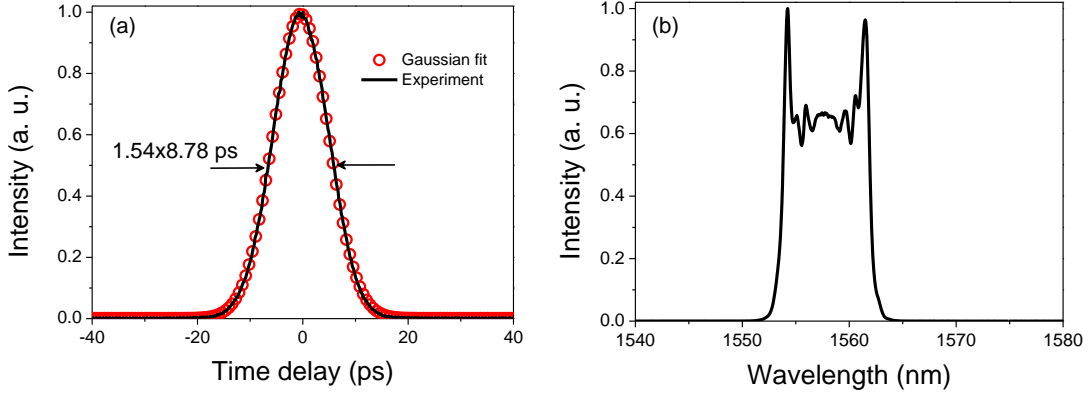 (a)
Gaussian fit
Experiment
1.54x8.78 ps
Intensity (a. u.)
1.0
0.8
0.6
0.4
0.2
0.0
-40
-20
0
20
40
Time delay (ps)
(b)
Intensity (a. u.)
1.0
0.8
0.6
0.4
0.2
0.0
1540
1550
1560
1570
1580
Wavelength (nm)